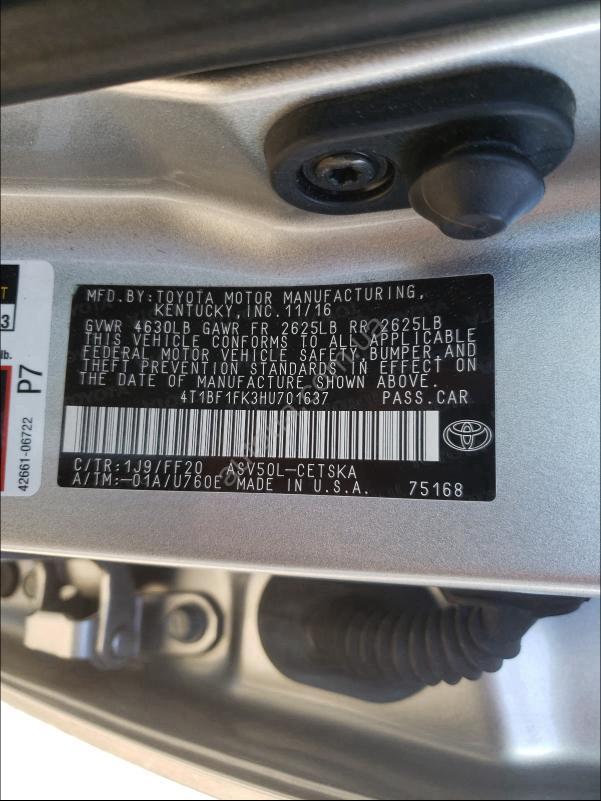 MFD.BY:TOYOTA MOTOR MANUFACTURING,
KENTUCKY,INC.11/16
GVWR 4630LB GAWR FR 2625LB RR 2625LB
THIS VEHICLE CONFORMS TO ALL APPLICABLE
FEDERAL MOTOR VEHICLE SAFETY, BUMPER,AND
THEFT PREVENTION STANDARDS IN EFFECT ON
THE DATE OF MANUFACTURE SHOWN ABOVE.
4T1BF1FK3HU701637 PASS.CAR
C/TR:1J9/FF20 ASV50L-CETSKA
A/TM:-01A/U760E MADE IN U.S.A. 75168
T
3
lb.
P7
42661-06722